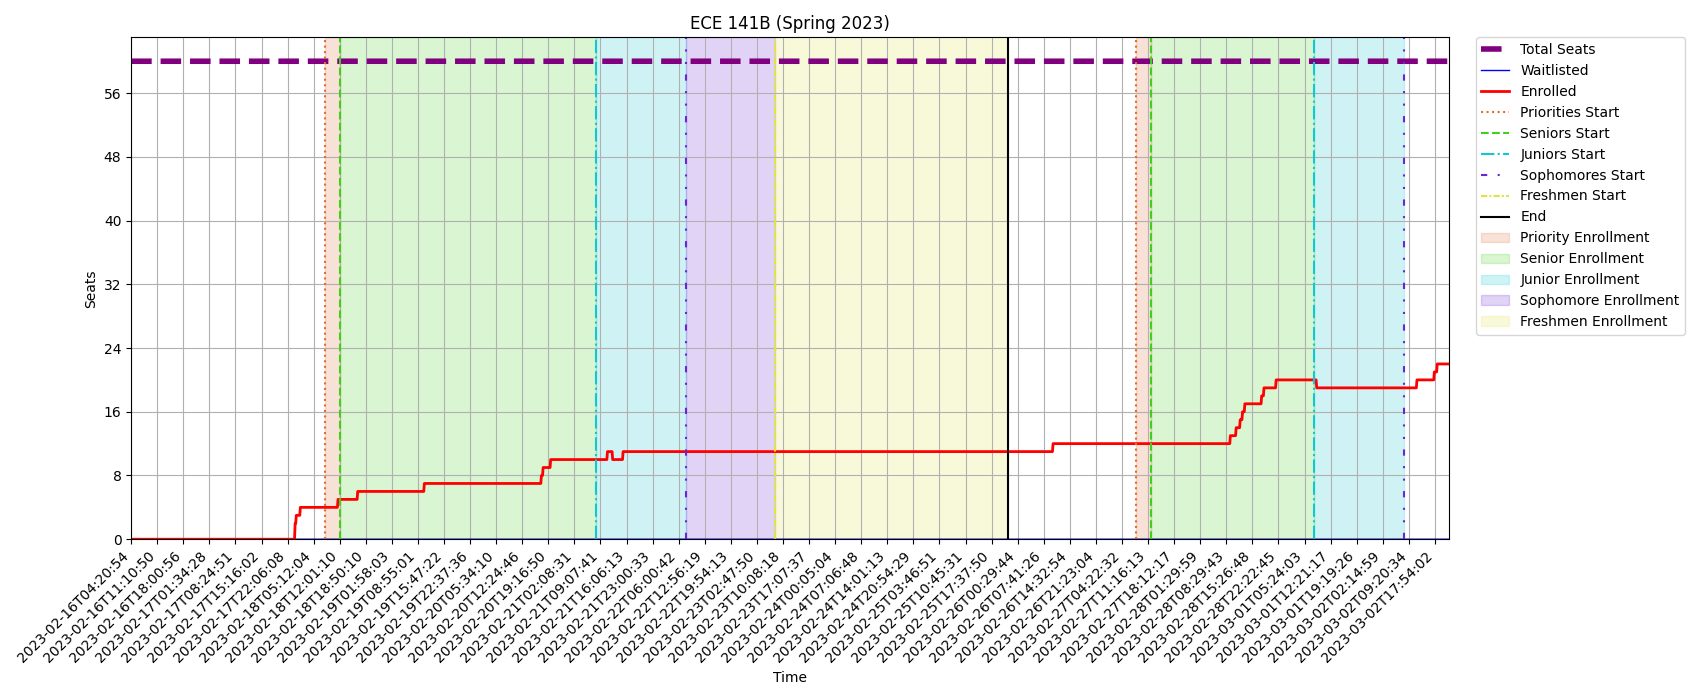 ECE 141B (Spring 2023)
Total Seats
Waitlisted
Enrolled
Priorities Start
Seniors Start
Juniors Start
Sophomores Start
Freshmen Start
End
Priority Enrollment
Senior Enrollment
Junior Enrollment
Sophomore Enrollment
Freshmen Enrollment
Seats
56
48
40
32
24
16
8
0
2023-02-16T04:20:54
2023-02-16T11:10:50
2023-02-16T18:00:56
2023-02-17T01:34:28
2023-02-17T08:24:51
2023-02-17T15:16:02
2023-02-17T22:06:08
2023-02-18T05:12:04
2023-02-18T12:01:10
2023-02-18T18:50:10
2023-02-19T01:58:03
2023-02-19T08:55:01
2023-02-19T15:47:22
2023-02-19T22:37:36
2023-02-20T05:34:10
2023-02-20T12:24:46
2023-02-20T19:16:50
2023-02-21T02:08:31
2023-02-21T09:07:41
2023-02-21T16:06:13
2023-02-21T23:00:33
2023-02-22T06:00:42
2023-02-22T12:56:19
2023-02-22T19:54:13
2023-02-23T02:47:50
2023-02-23T10:08:18
2023-02-23T17:07:37
2023-02-24T00:05:04
2023-02-24T07:06:48
2023-02-24T14:01:13
2023-02-24T20:54:29
2023-02-25T03:46:51
2023-02-25T10:45:31
2023-02-25T17:37:50
2023-02-26T00:29:44
2023-02-26T07:41:26
2023-02-26T14:32:54
2023-02-26T21:23:04
2023-02-27T04:22:32
2023-02-27T11:16:13
2023-02-27T18:12:17
2023-02-28T01:29:59
2023-02-28T08:29:43
2023-02-28T15:26:48
2023-02-28T22:22:45
2023-03-01T05:24:03
2023-03-01T12:21:17
2023-03-01T19:19:26
2023-03-02T02:14:59
2023-03-02T09:20:34
2023-03-02T17:54:02
Time